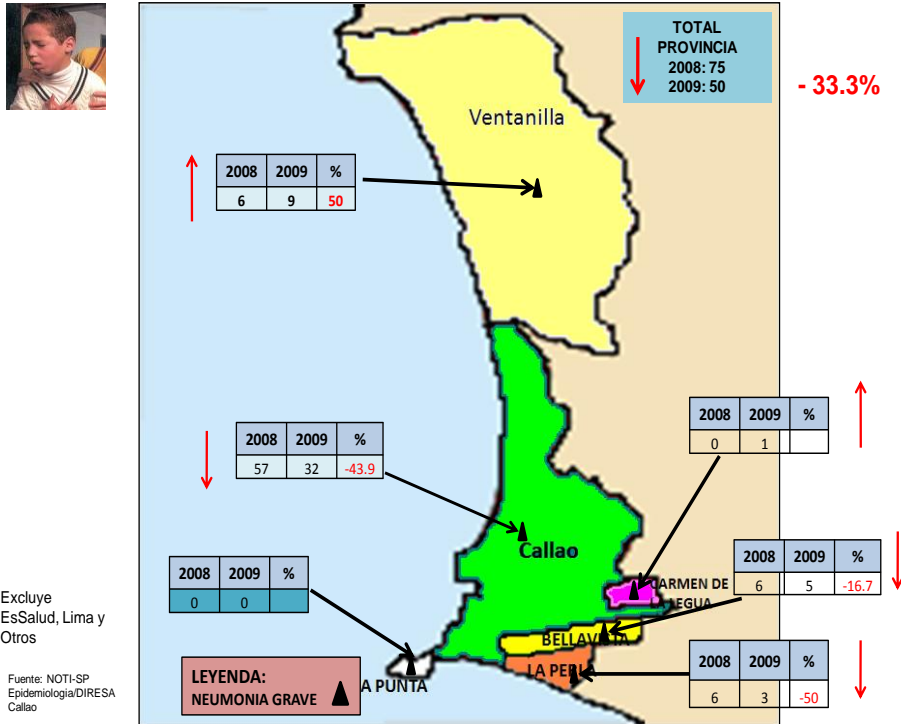 TOTAL
PROVINCIA
2008: 75
2009: 50
- 33.3%
Ventanilla
2008 2009 %
6 9 50
2008 2009 %
0 1
2008 2009 %
57 32 -43.9
Callao
2008 2009 %
6 5 -16.7
2008 2009 %
0 0
CARMEN DE
LA LEGUA
Excluye
EsSalud, Lima y
Otros
BELLAVISTA
LA PERLA
2008 2009 %
6 3 -50
A PUNTA
LEYENDA:
NEUMONIA GRAVE
Fuente: NOTI-SP
Epidemiologia/DIRESA
Callao